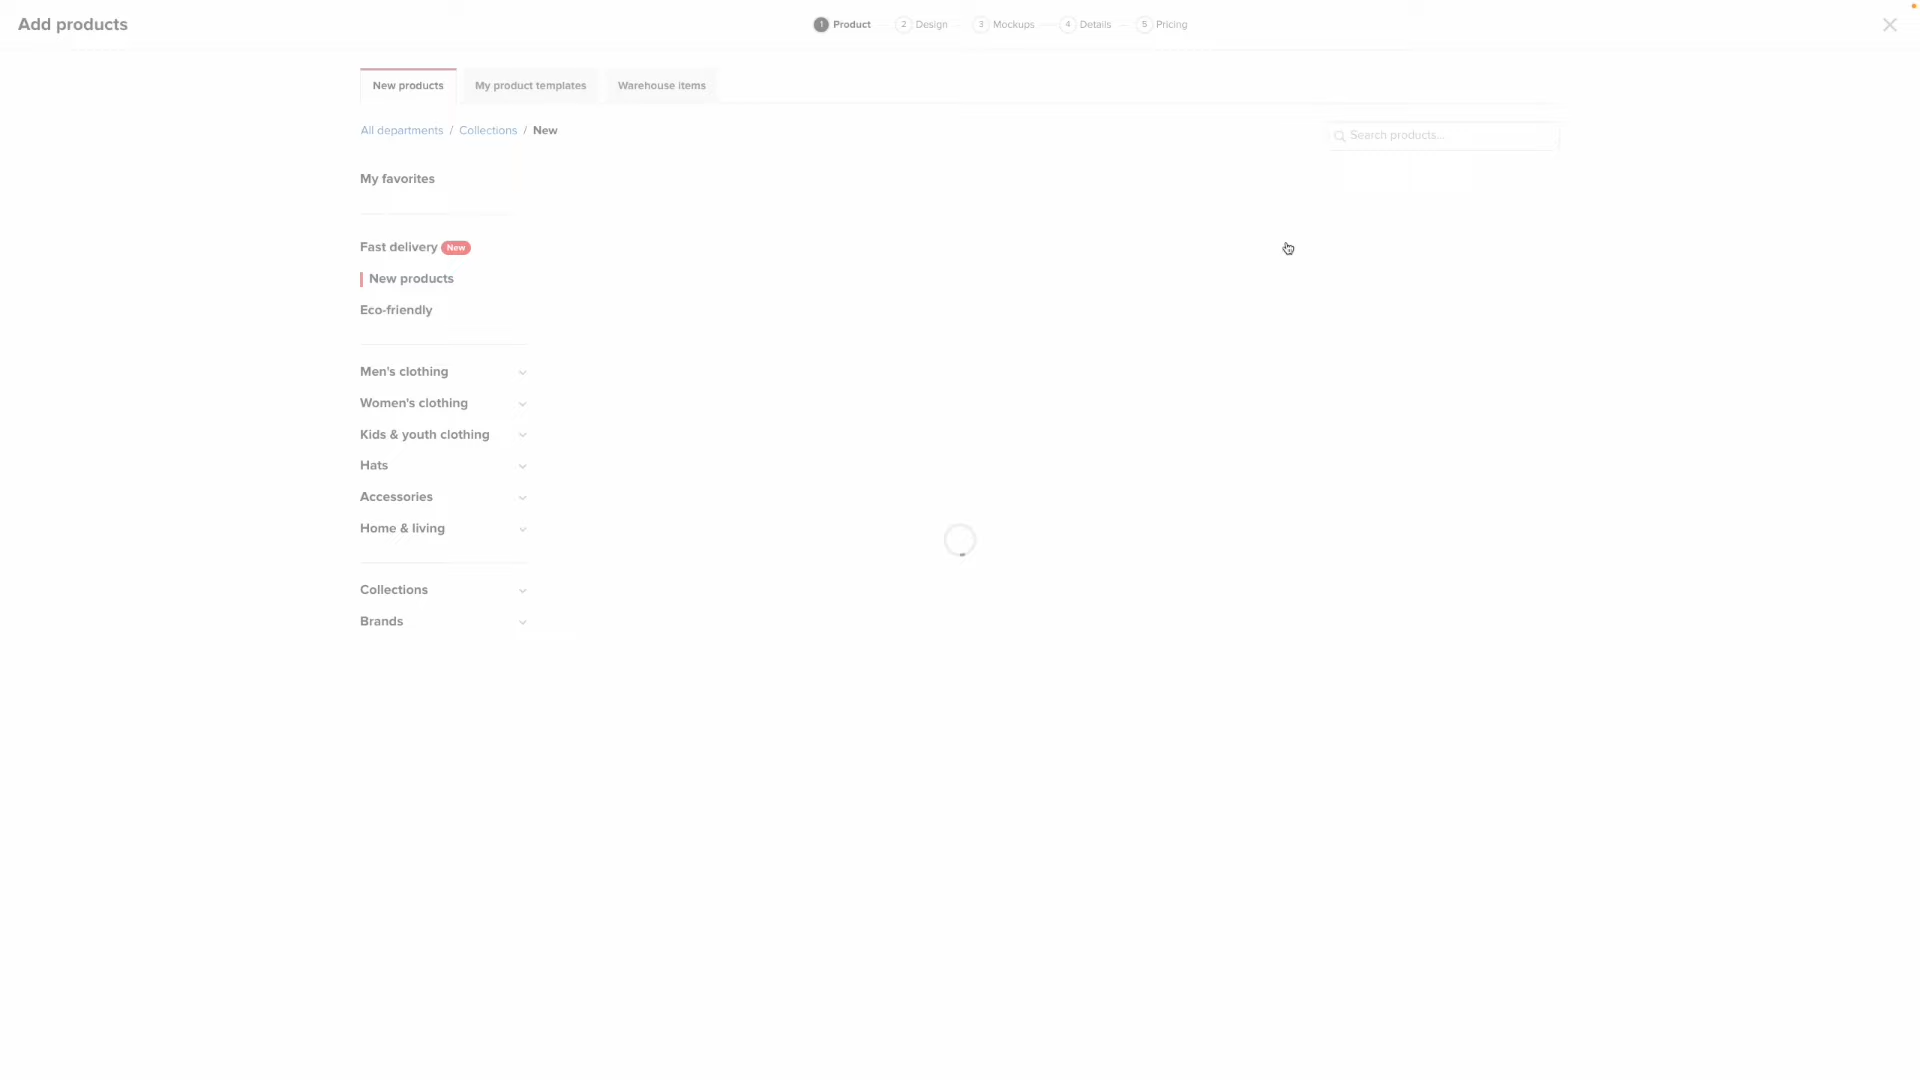 Add products
1 Product
2 Design
3 Mockups
4 Details
5 Pricing
New products
My product templates
Warehouse items
All departments / Collections / New
Search products...
My favorites
Fast delivery New
New products
Eco-friendly
Men's clothing
Women's clothing
Kids & youth clothing
Hats
Accessories
Home & living
Collections
Brands